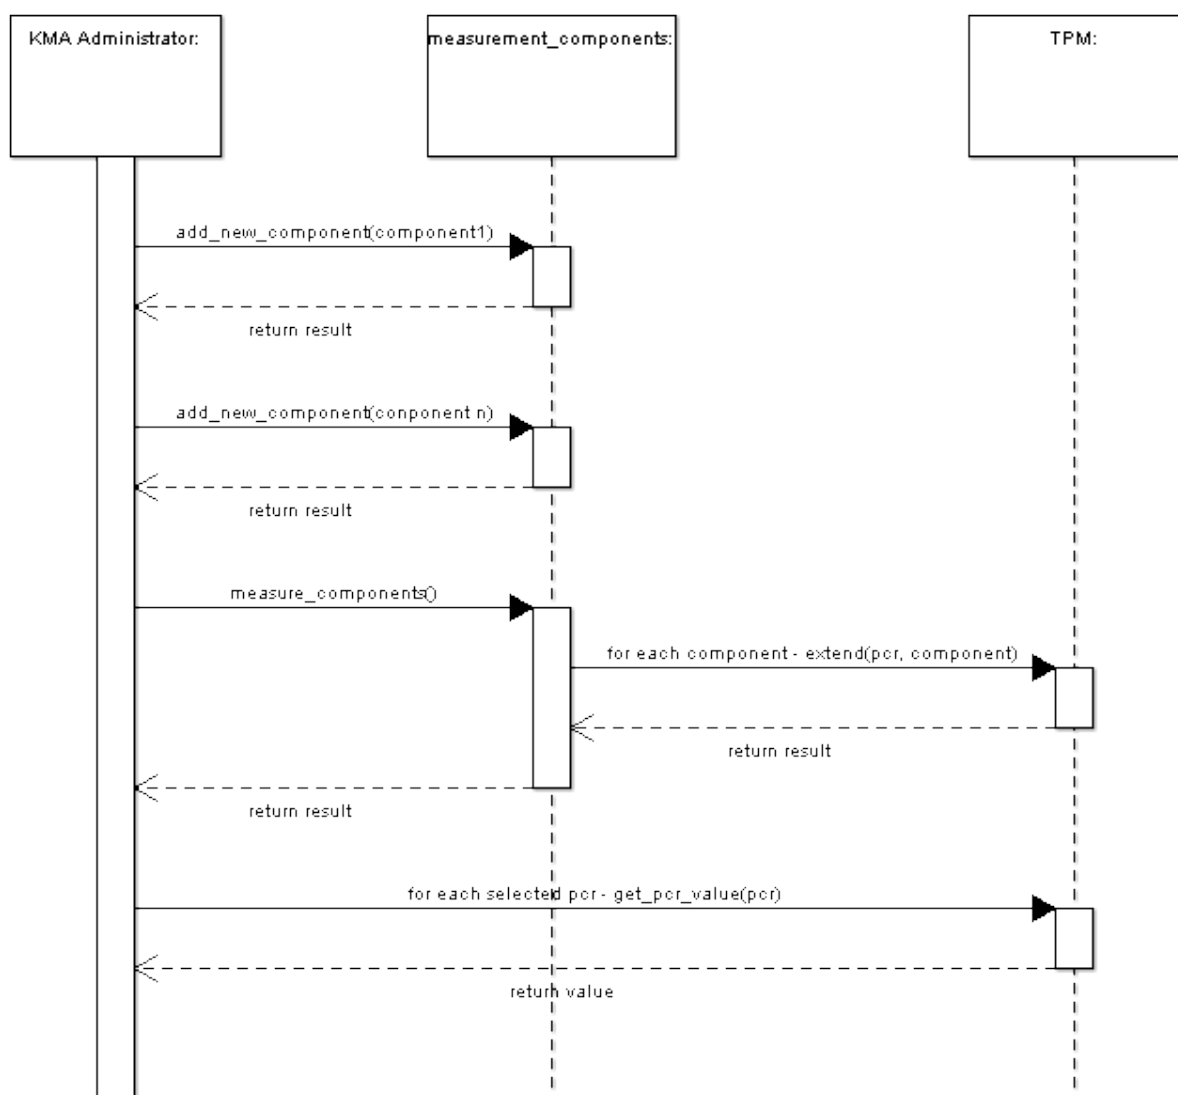 KMA Administrator:
measurement_components:
TPM:
add_new_component(component1)
return result
add_new_component(conponent n)
return result
measure_components()
for each component - extend(pcr, component)
return result
return result
for each selected pcr - get_pcr_value(pcr)
return value